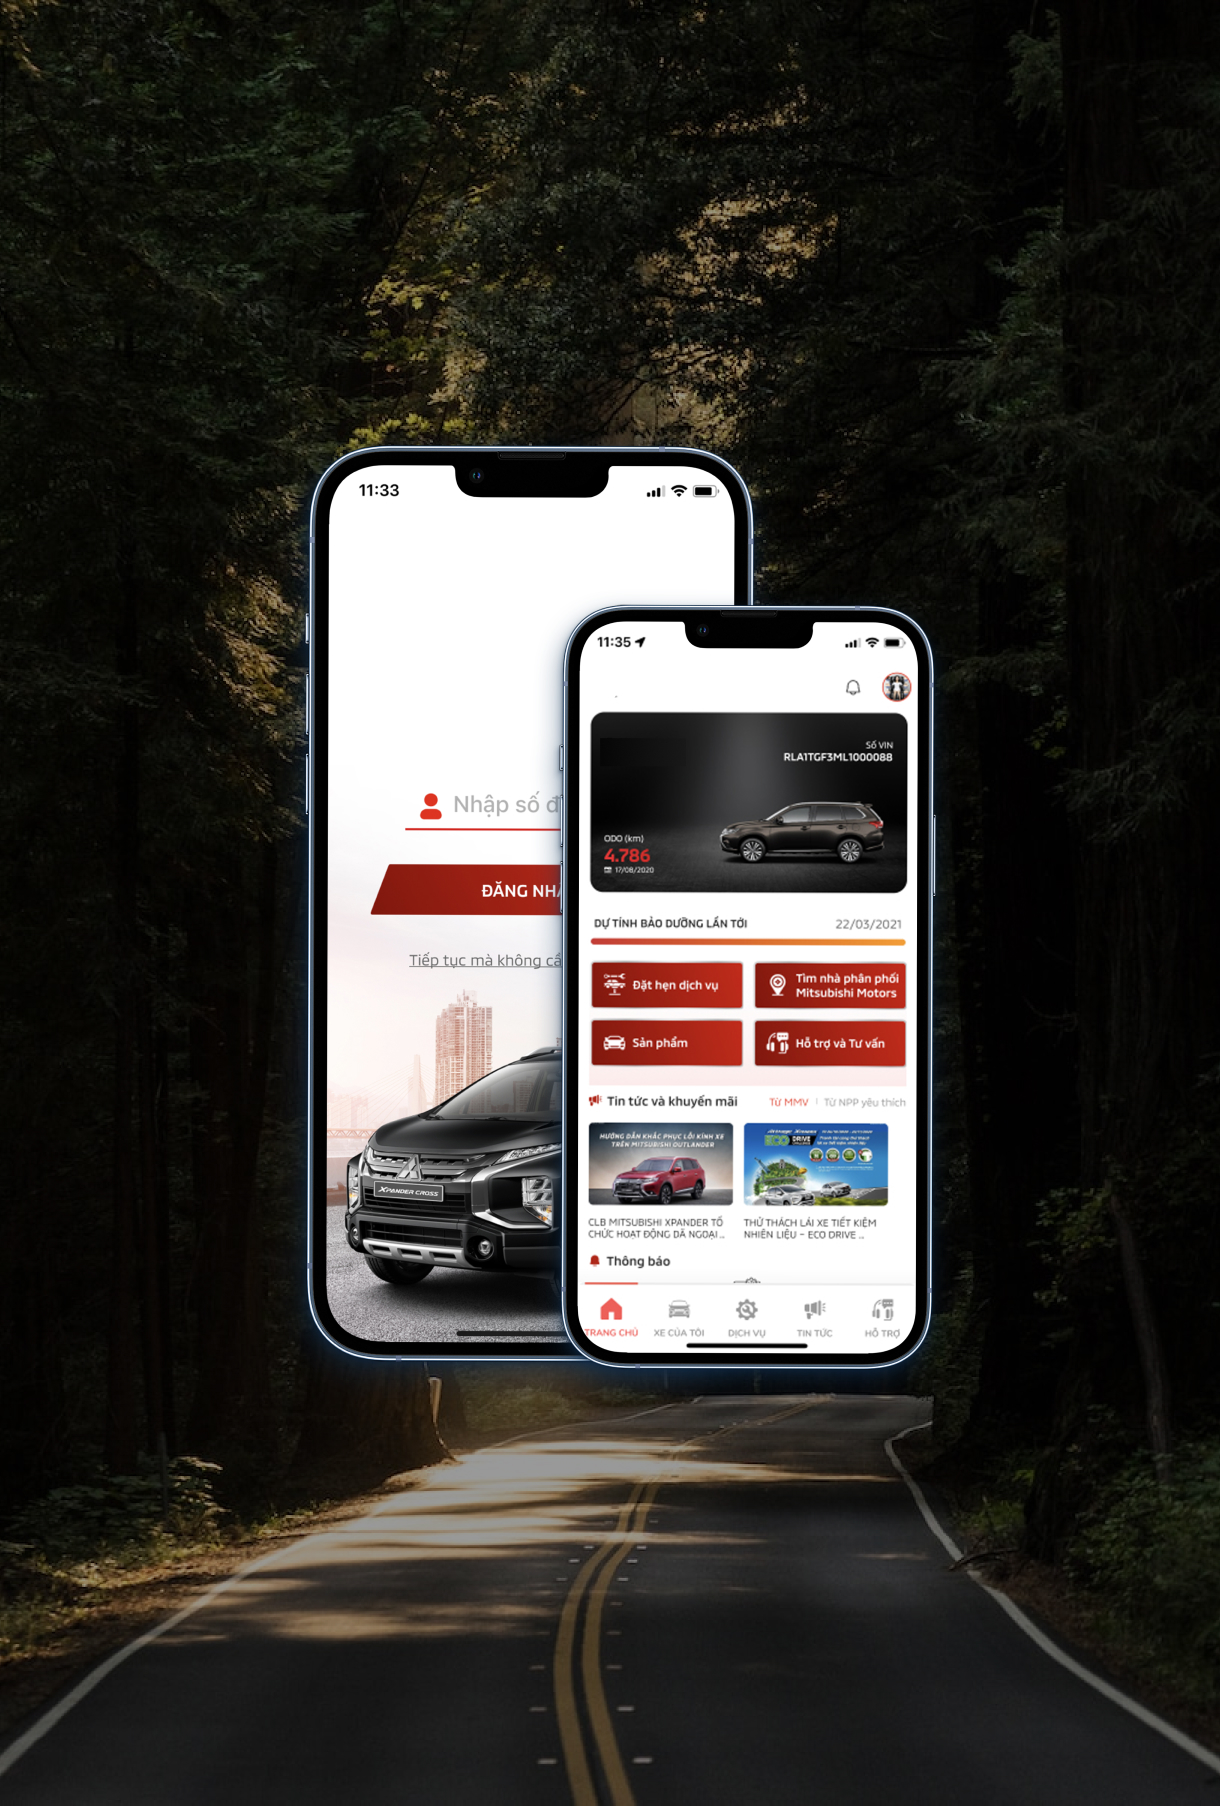 11:33
Nhập số đ
ĐĂNG NHẬ
Tiếp tục mà không cầ
XPANDER CROSS
11:35
Số VIN
RLA1TGF3ML1000088
ODO (km)
4.786
17/08/2020
DỰ TÍNH BẢO DƯỠNG LẦN TỚI
22/03/2021
Đặt hẹn dịch vụ
Tìm nhà phân phối
Mitsubishi Motors
Sản phẩm
Hỗ trợ và Tư vấn
Tin tức và khuyến mãi
Từ MMV
Từ NPP yêu thích
HƯỚNG DẪN KHẮC PHỤC LỖI KÍNH XE
TRÊN MITSUBISHI OUTLANDER
ECO DRIVE
CLB MITSUBISHI XPANDER TỔ
CHỨC HOẠT ĐỘNG DÃ NGOẠI ...
THỬ THÁCH LÁI XE TIẾT KIỆM
NHIÊN LIỆU – ECO DRIVE ...
Thông báo
TRANG CHỦ
XE CỦA TÔI
DỊCH VỤ
TIN TỨC
HỖ TRỢ